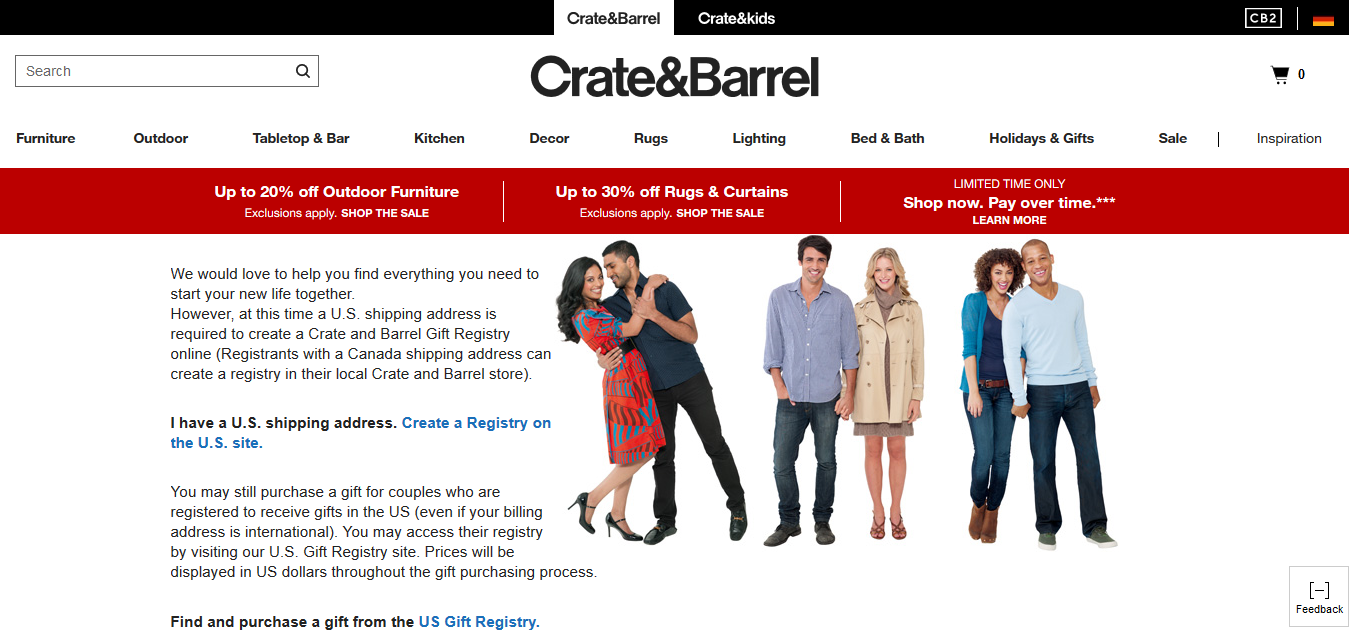 Crate&Barrel
Crate&kids
CB2
Search
Crate&Barrel
0
Furniture
Outdoor
Tabletop & Bar
Kitchen
Decor
Rugs
Lighting
Bed & Bath
Holidays & Gifts
Sale
Inspiration
Up to 20% off Outdoor Furniture
Exclusions apply. SHOP THE SALE
Up to 30% off Rugs & Curtains
Exclusions apply. SHOP THE SALE
LIMITED TIME ONLY
Shop now. Pay over time.***
LEARN MORE
We would love to help you find everything you need to
start your new life together.
However, at this time a U.S. shipping address is
required to create a Crate and Barrel Gift Registry
online (Registrants with a Canada shipping address can
create a registry in their local Crate and Barrel store).
I have a U.S. shipping address. Create a Registry on
the U.S. site.
You may still purchase a gift for couples who are
registered to receive gifts in the US (even if your billing
address is international). You may access their registry
by visiting our U.S. Gift Registry site. Prices will be
displayed in US dollars throughout the gift purchasing process.
Find and purchase a gift from the US Gift Registry.
Feedback